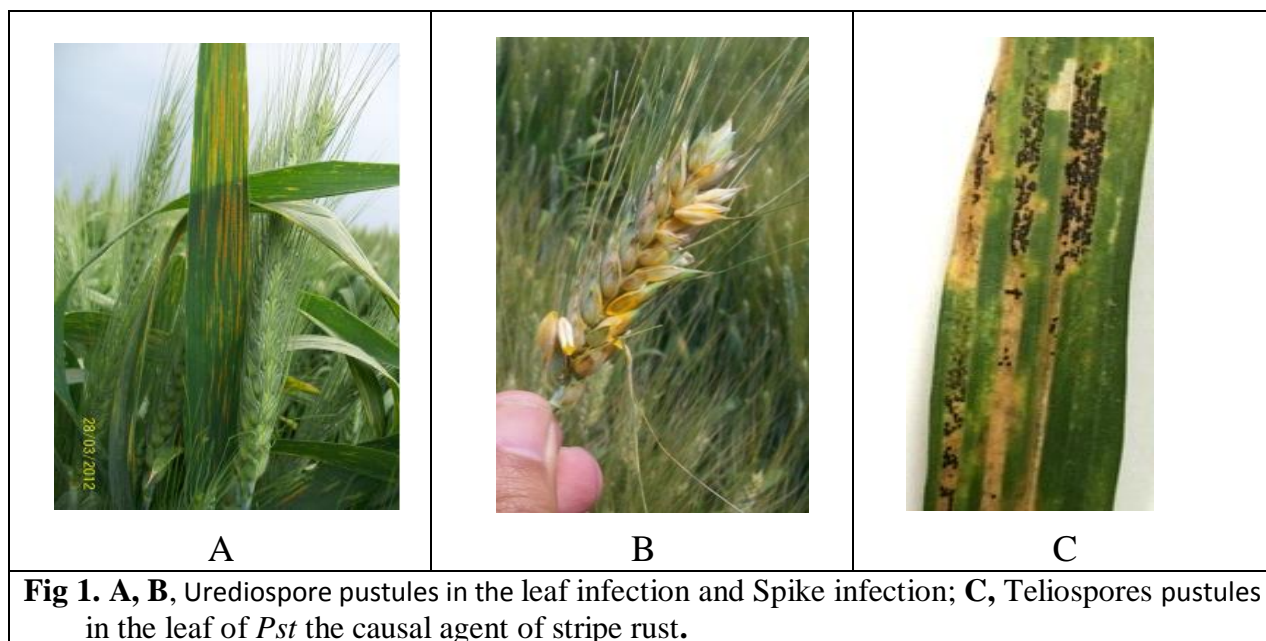 28/03/2012
A
B
C
Fig 1. A, B, Urediospore pustules in the leaf infection and Spike infection; C, Teliospores pustules
in the leaf of Pst the causal agent of stripe rust.